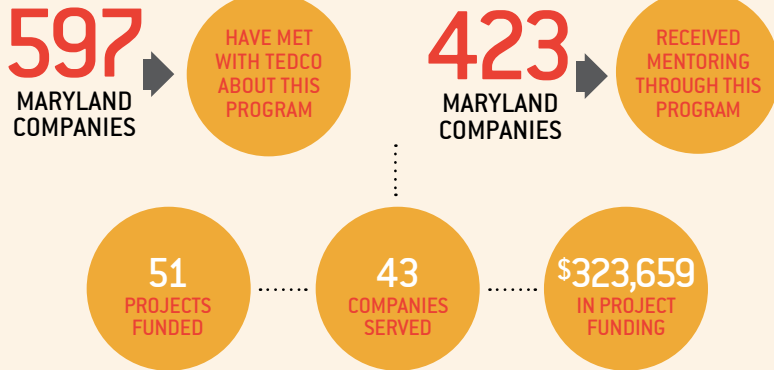 597
MARYLAND
COMPANIES
HAVE MET
WITH TEDCO
ABOUT THIS
PROGRAM
423
MARYLAND
COMPANIES
RECEIVED
MENTORING
THROUGH THIS
PROGRAM
51
PROJECTS
FUNDED
43
COMPANIES
SERVED
$323,659
IN PROJECT
FUNDING